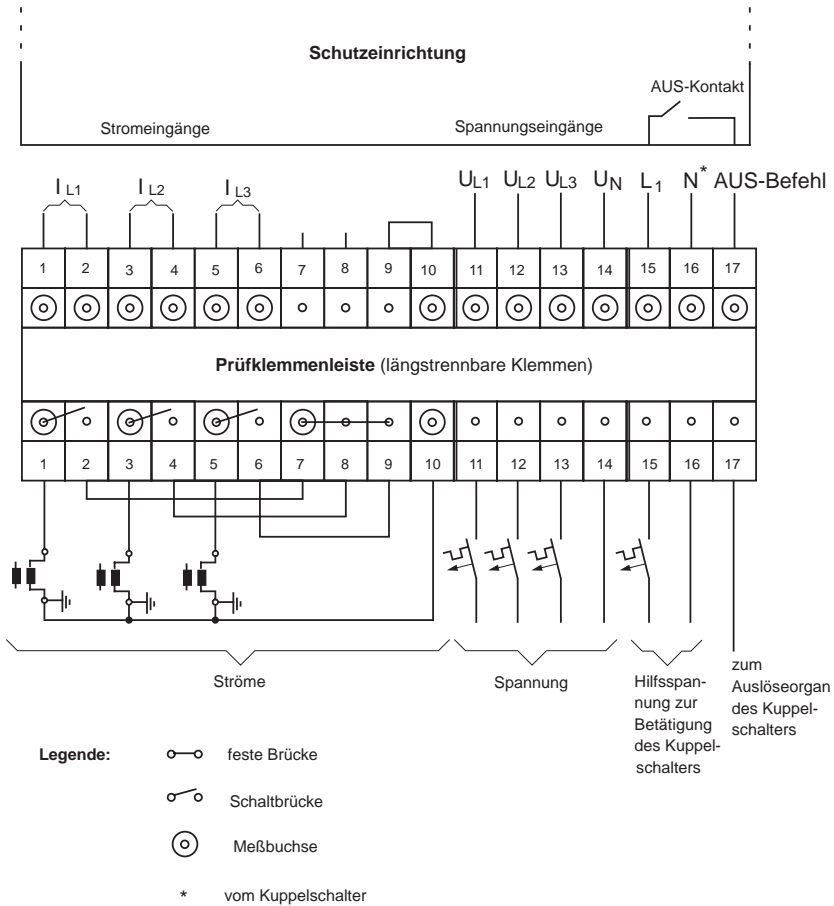 Schutzeinrichtung
AUS-Kontakt
Stromeingänge
Spannungseingänge
I L1 I L2 I L3 UL1 UL2 UL3 UN L1 N* AUS-Befehl
1 2 3 4 5 6 7 8 9 10 11 12 13 14 15 16 17
Prüfklemmenleiste (längstrennbare Klemmen)
1 2 3 4 5 6 7 8 9 10 11 12 13 14 15 16 17
Ströme
Spannung
Hilfsspan-
nung zur
Betätigung
des Kuppel-
schalters
zum
Auslöseorgan
des Kuppel-
schalters
Legende:
feste Brücke
Schaltbrücke
Meßbuchse
* vom Kuppelschalter